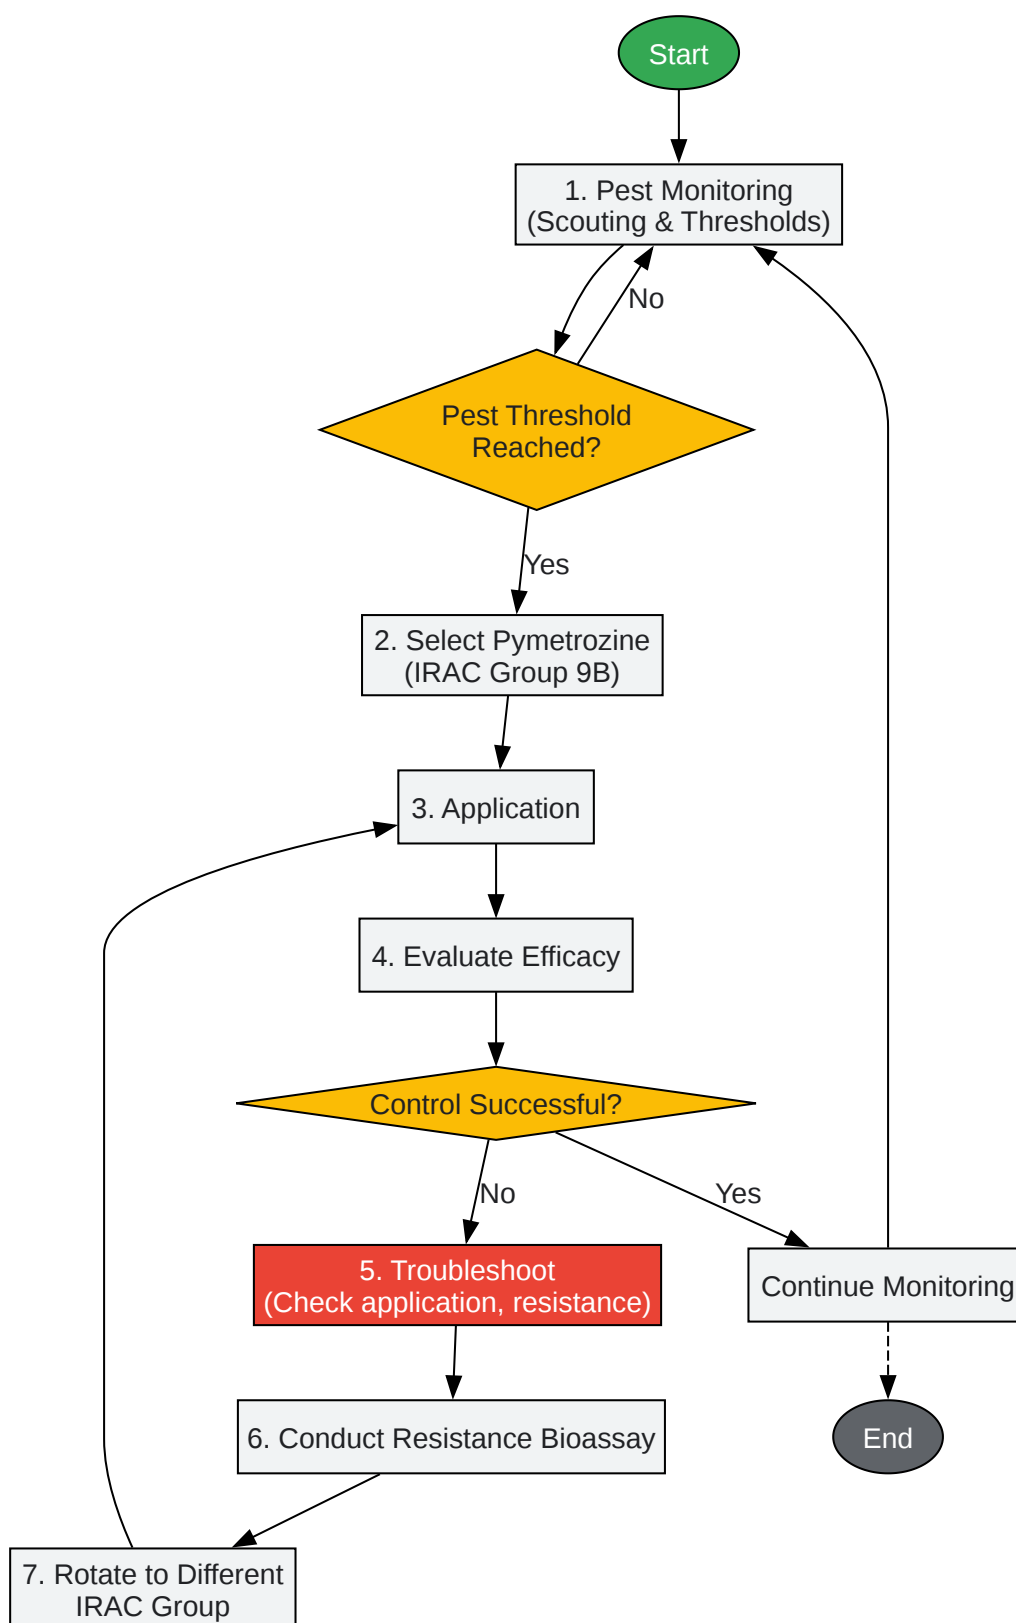 Start
1. Pest Monitoring
(Scouting & Thresholds)
No
Pest Threshold
Reached?
Yes
2. Select Pymetrozine
(IRAC Group 9B)
3. Application
4. Evaluate Efficacy
Control Successful?
No
Yes
5. Troubleshoot
(Check application, resistance)
Continue Monitoring
6. Conduct Resistance Bioassay
End
7. Rotate to Different
IRAC Group